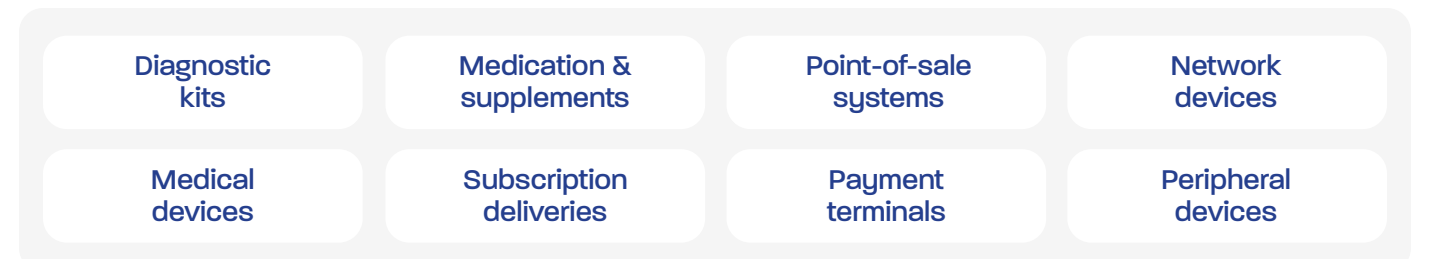 Diagnostic
kits
Medication &
supplements
Point-of-sale
systems
Network
devices
Medical
devices
Subscription
deliveries
Payment
terminals
Peripheral
devices